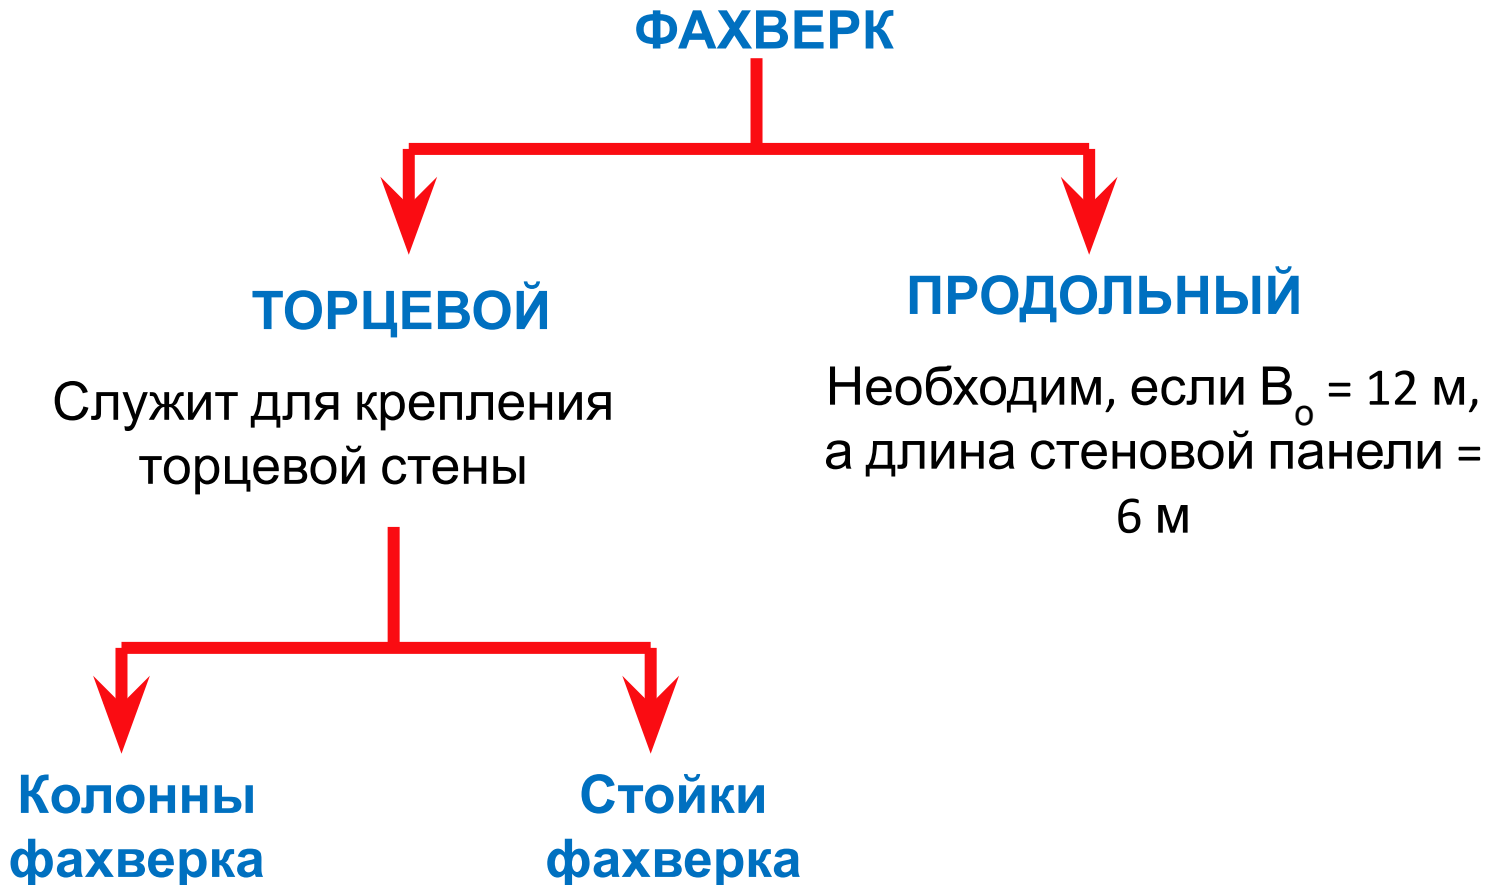 ФАХВЕРК
ТОРЦЕВОЙ
Служит для крепления
торцевой стены
ПРОДОЛЬНЫЙ
Необходим, если Во = 12 м,
а длина стеновой панели =
6 м
Колонны
фахверка
Стойки
фахверка